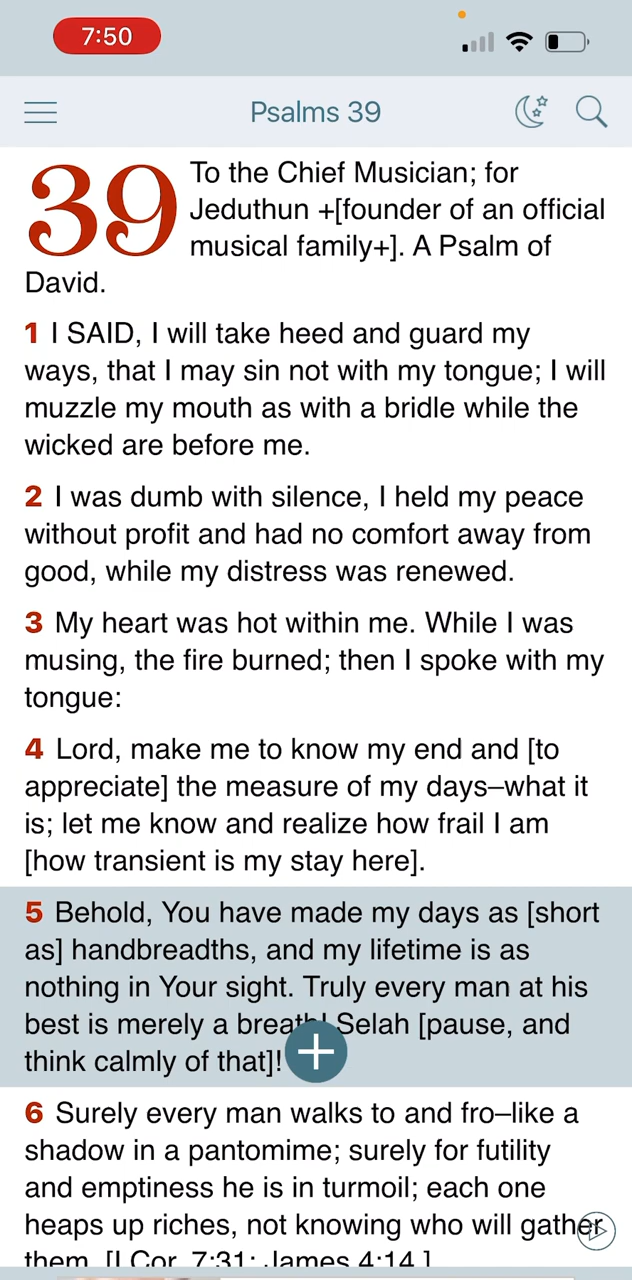 7:50
Psalms 39
39 To the Chief Musician; for
Jeduthun +[founder of an official
musical family+]. A Psalm of
David.
1 I SAID, I will take heed and guard my
ways, that I may sin not with my tongue; I will
muzzle my mouth as with a bridle while the
wicked are before me.
2 I was dumb with silence, I held my peace
without profit and had no comfort away from
good, while my distress was renewed.
3 My heart was hot within me. While I was
musing, the fire burned; then I spoke with my
tongue:
4 Lord, make me to know my end and [to
appreciate] the measure of my days–what it
is; let me know and realize how frail I am
[how transient is my stay here].
5 Behold, You have made my days as [short
as] handbreadths, and my lifetime is as
nothing in Your sight. Truly every man at his
best is merely a breath! Selah [pause, and
think calmly of that]!
6 Surely every man walks to and fro–like a
shadow in a pantomime; surely for futility
and emptiness he is in turmoil; each one
heaps up riches, not knowing who will gather
them. [I Cor. 7:31; James 4:14.]